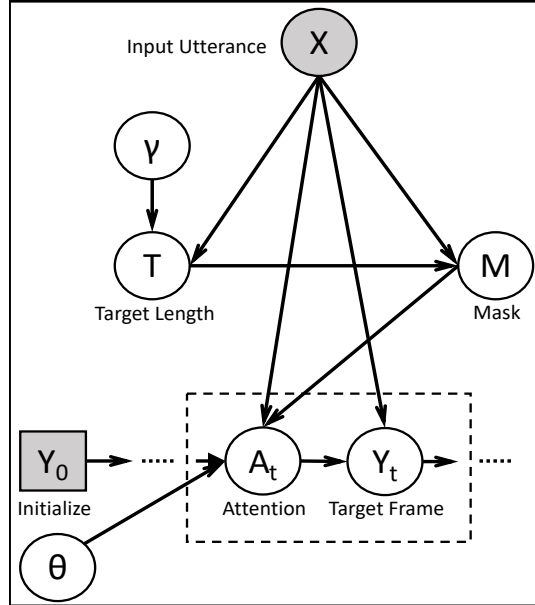 X
Input Utterance
γ
T
Target Length
M
Mask
Y0
Initialize
......
At
Attention
Yt
Target Frame
......
θ